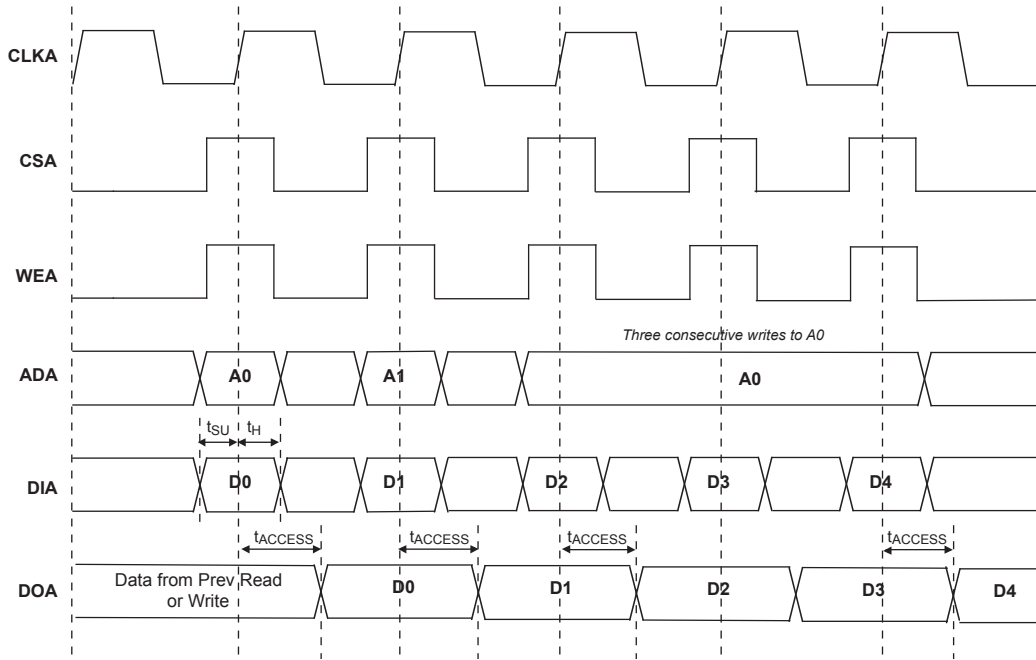 CLKA
CSA
WEA
Three consecutive writes to A0
ADA
A0
A1
A0
tSU
tH
DIA
D0
D1
D2
D3
D4
tACCESS
tACCESS
tACCESS
tACCESS
DOA
Data from Prev Read
or Write
D0
D1
D2
D3
D4